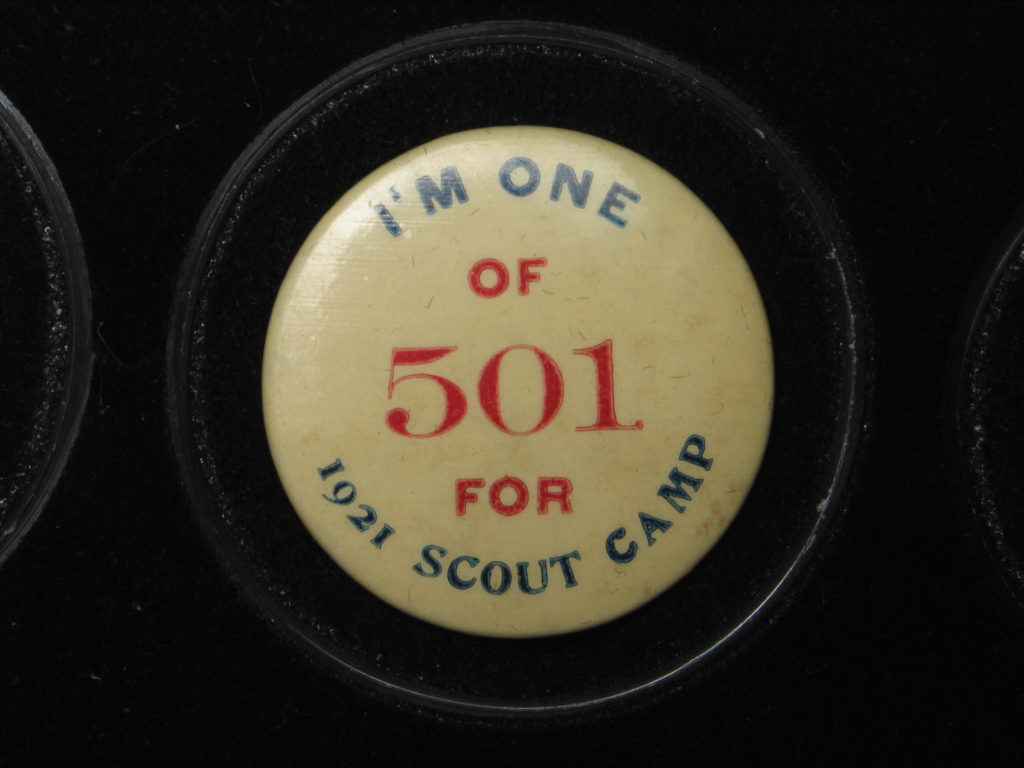 I'M ONE
OF
501
FOR
1921 SCOUT CAMP